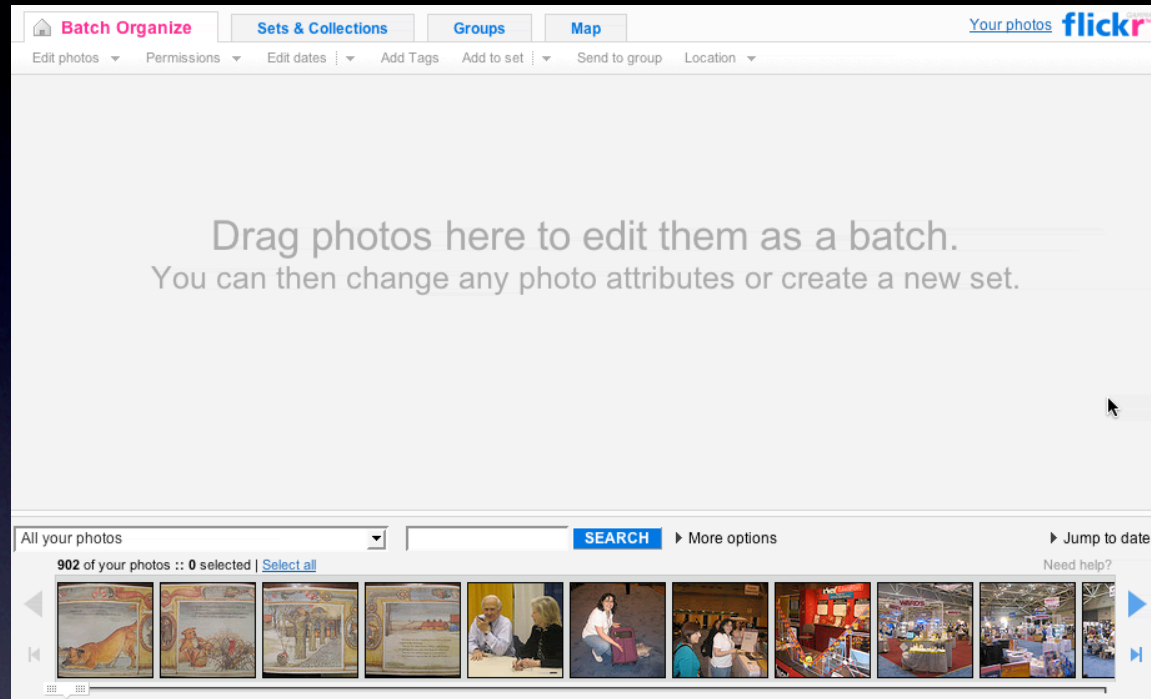 Batch Organize Sets & Collections Groups Map Your photos flickr
Edit photos Permissions Edit dates Add Tags Add to set Send to group Location
Drag photos here to edit them as a batch.
You can then change any photo attributes or create a new set.
All your photos SEARCH More options Jump to date
902 of your photos :: 0 selected | Select all Need help?